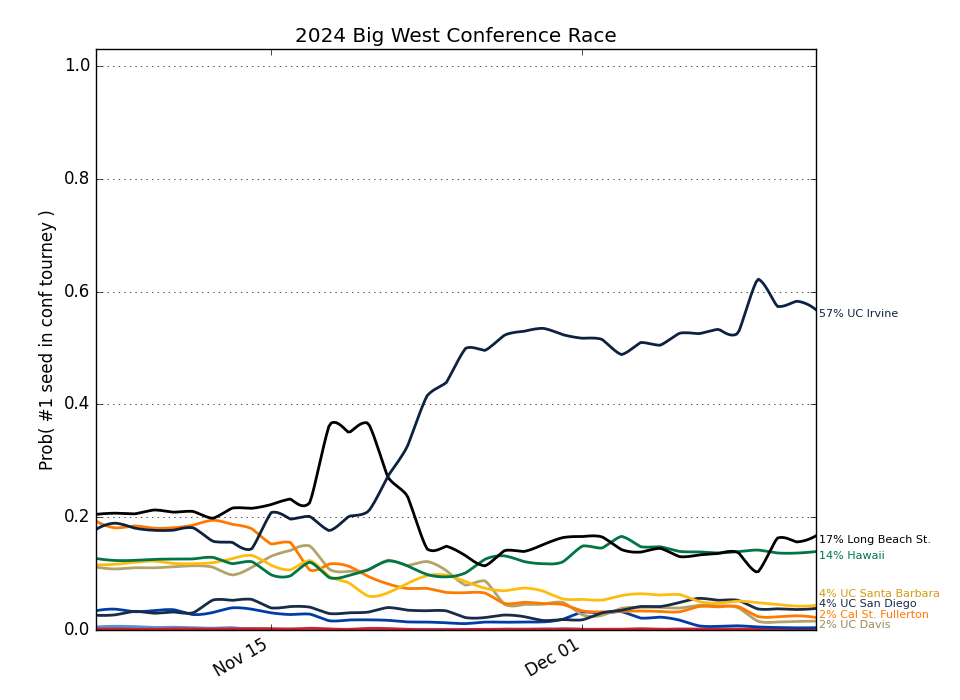 2024 Big West Conference Race
Prob( #1 seed in conf tourney )
1.0
0.8
0.6
0.4
0.2
0.0
Nov 15
Dec 01
57% UC Irvine
17% Long Beach St.
14% Hawaii
4% UC Santa Barbara
4% UC San Diego
2% Cal St. Fullerton
2% UC Davis